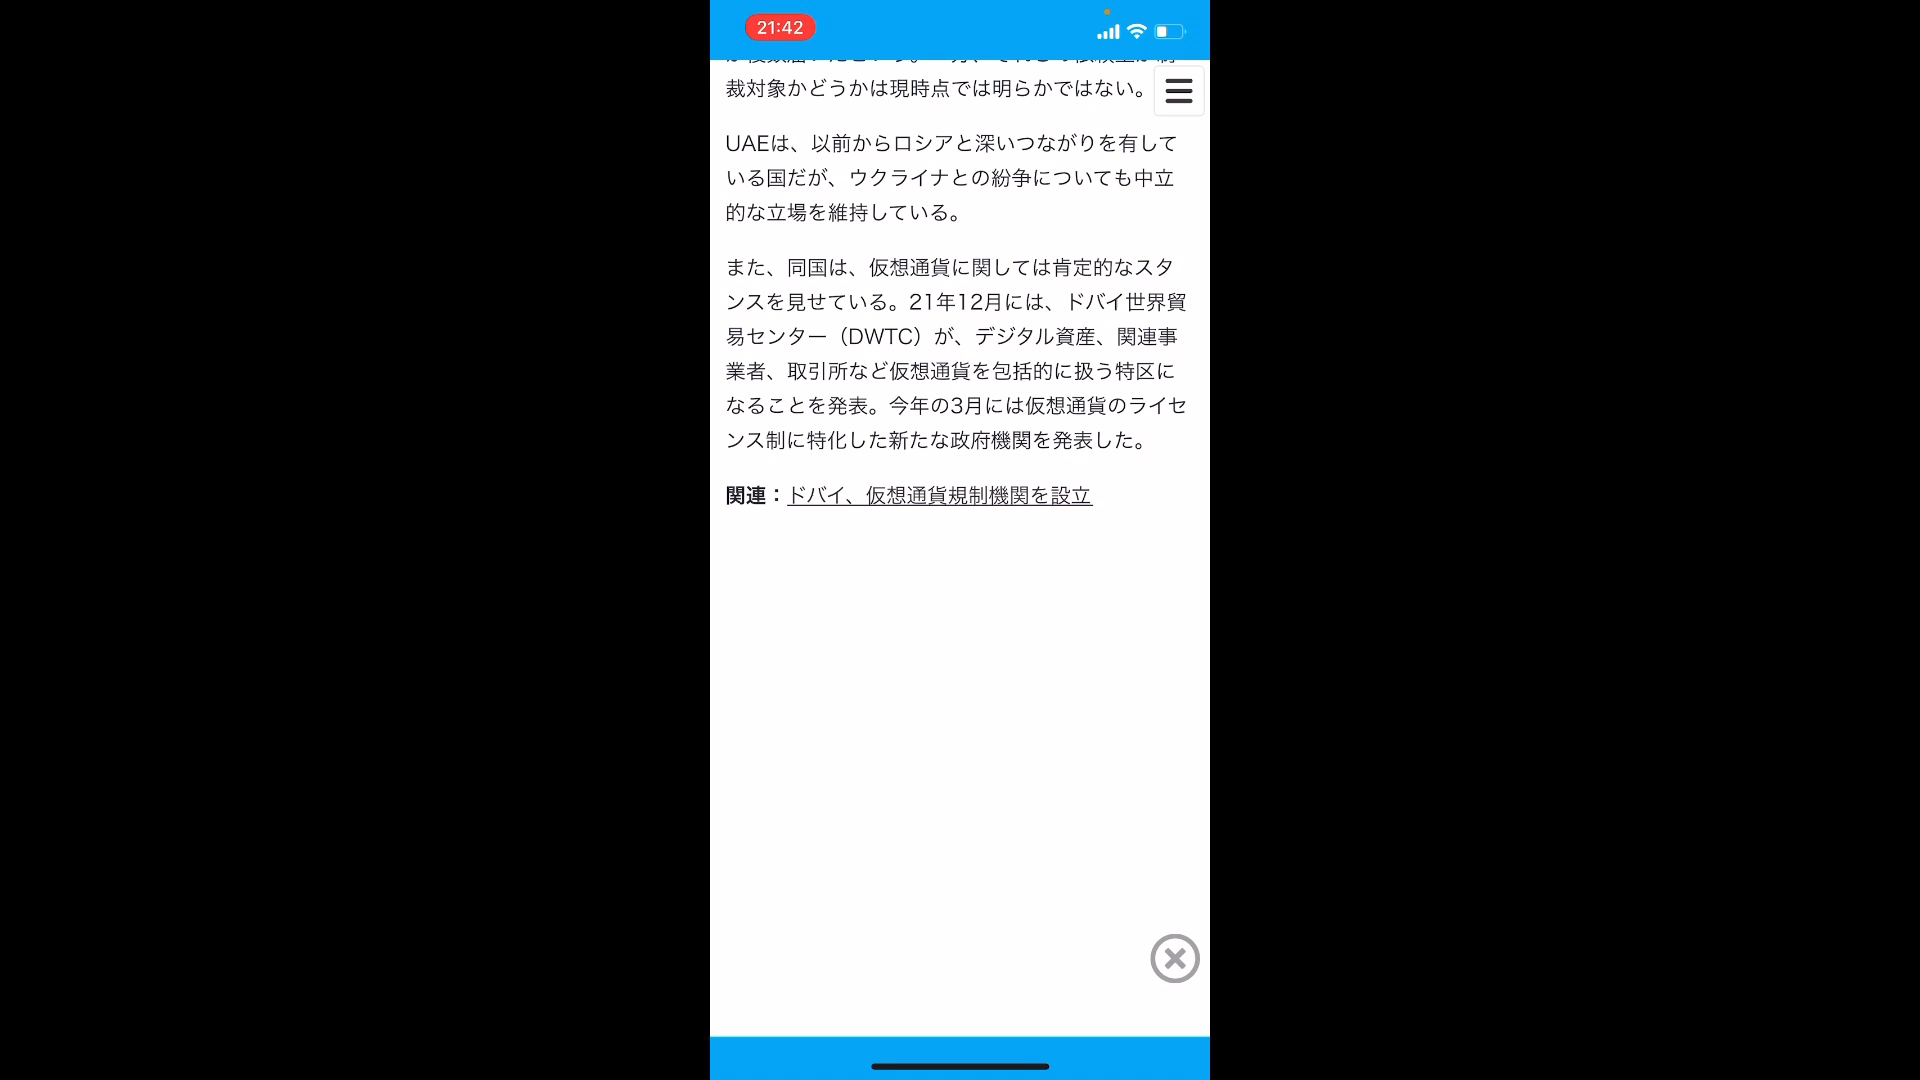 21:42
裁対象かどうかは現時点では明らかではない。
UAEは、以前からロシアと深いつながりを有して
いる国だが、ウクライナとの紛争についても中立
的な立場を維持している。
また、同国は、仮想通貨に関しては肯定的なスタ
ンスを見せている。21年12月には、ドバイ世界貿
易センター（DWTC）が、デジタル資産、関連事
業者、取引所など仮想通貨を包括的に扱う特区に
なることを発表。今年の3月には仮想通貨のライセ
ンス制に特化した新たな政府機関を発表した。
関連：ドバイ、仮想通貨規制機関を設立